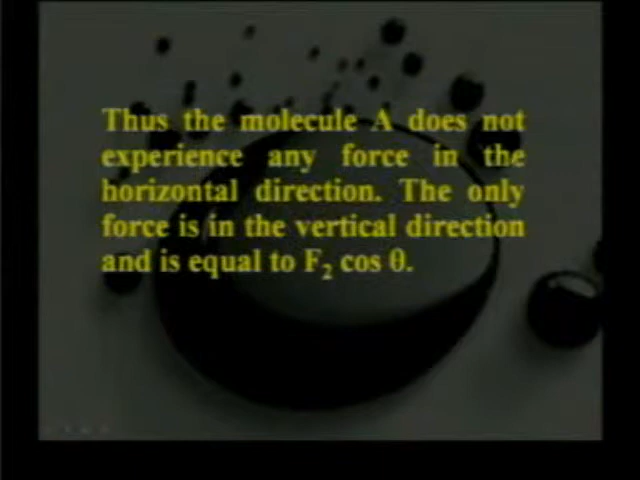 Thus the molecule A does not
experience any force in the
horizontal direction. The only
force is in the vertical direction
and is equal to F₂ cos θ.